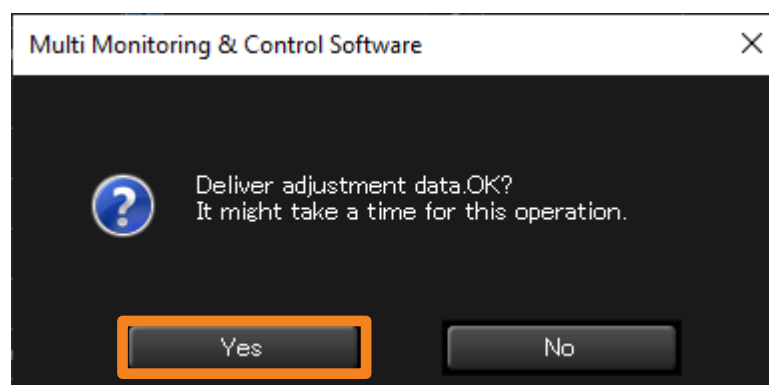 Multi Monitoring & Control Software
Deliver adjustment data.OK?
It might take a time for this operation.
Yes
No